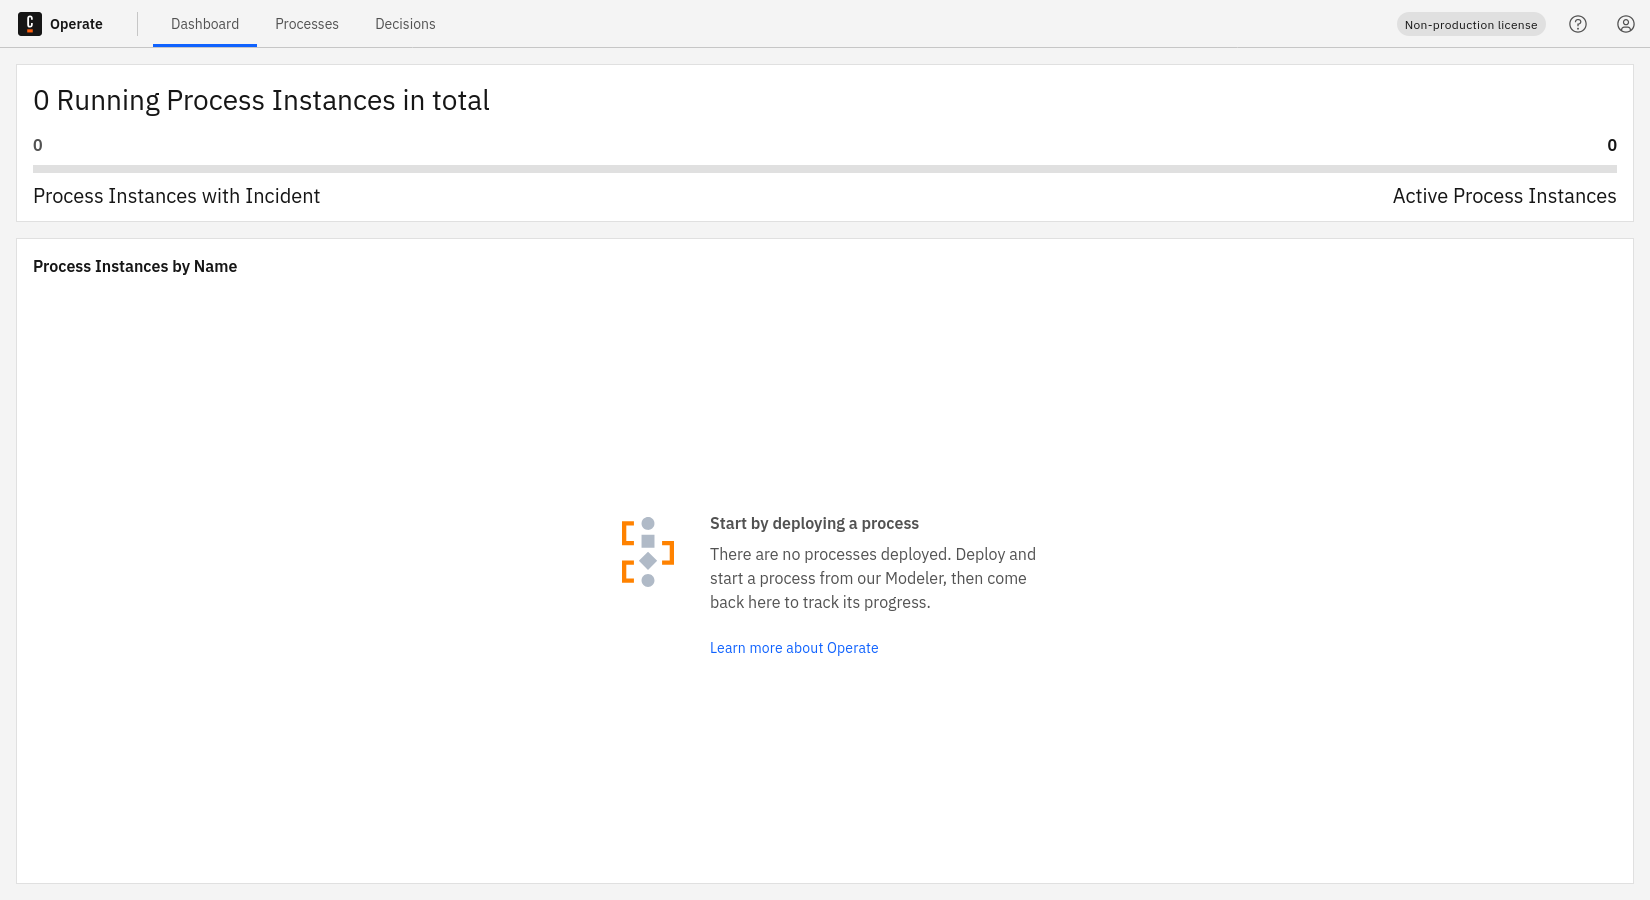 Operate
Dashboard
Processes
Decisions
Non-production license
0 Running Process Instances in total
0
0
Process Instances with Incident
Active Process Instances
Process Instances by Name
Start by deploying a process
There are no processes deployed. Deploy and
start a process from our Modeler, then come
back here to track its progress.
Learn more about Operate